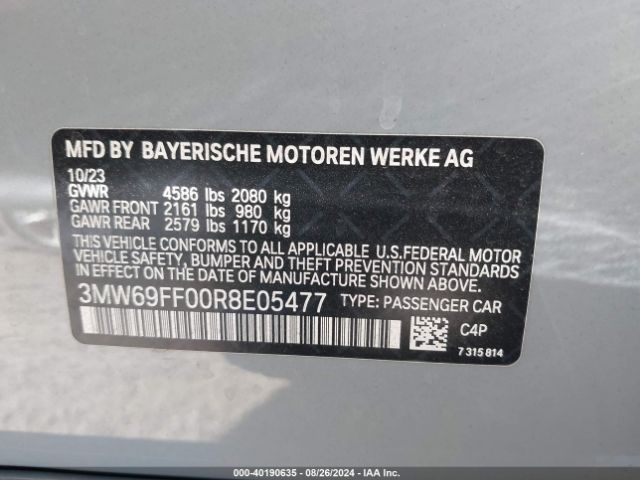 MFD BY BAYERISCHE MOTOREN WERKE AG
10/23
GVWR 4586 lbs 2080 kg
GAWR FRONT 2161 lbs 980 kg
GAWR REAR 2579 lbs 1170 kg
THIS VEHICLE CONFORMS TO ALL APPLICABLE U.S.FEDERAL MOTOR
VEHICLE SAFETY, BUMPER AND THEFT PREVENTION STANDARDS
IN EFFECT ON THE DATE OF MANUFACTURE SHOWN ABOVE.
3MW69FF00R8E05477 TYPE: PASSENGER CAR
C4P
7 315 814
000-40190635 - 08/26/2024 - IAA, Inc.